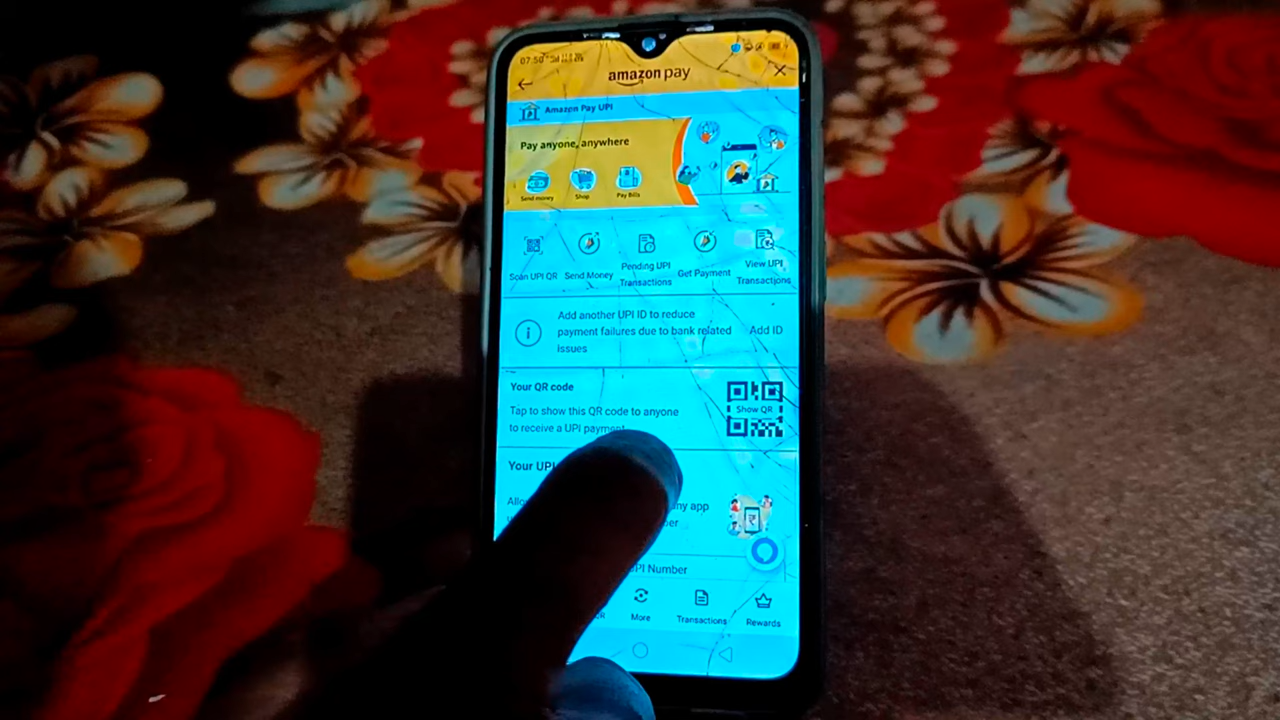 07:50
amazon pay
Amazon Pay UPI
Pay anyone, anywhere
Send money
Shop
Pay Bills
Scan UPI QR
Send Money
Pending UPI
Transactions
Get Payment
View UPI
Transactions
Add another UPI ID to reduce
payment failures due to bank related
issues
Add ID
Your QR code
Tap to show this QR code to anyone
to receive a UPI payment
Show QR
Your UPI
any app
UPI Number
More
Transactions
Rewards